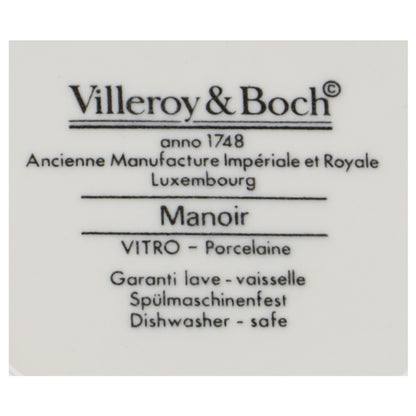 Villeroy & Boch©
anno 1748
Ancienne Manufacture Impériale et Royale
Luxembourg
Manoir
VITRO – Porcelaine
Garanti lave - vaisselle
Spülmaschinenfest
Dishwasher - safe